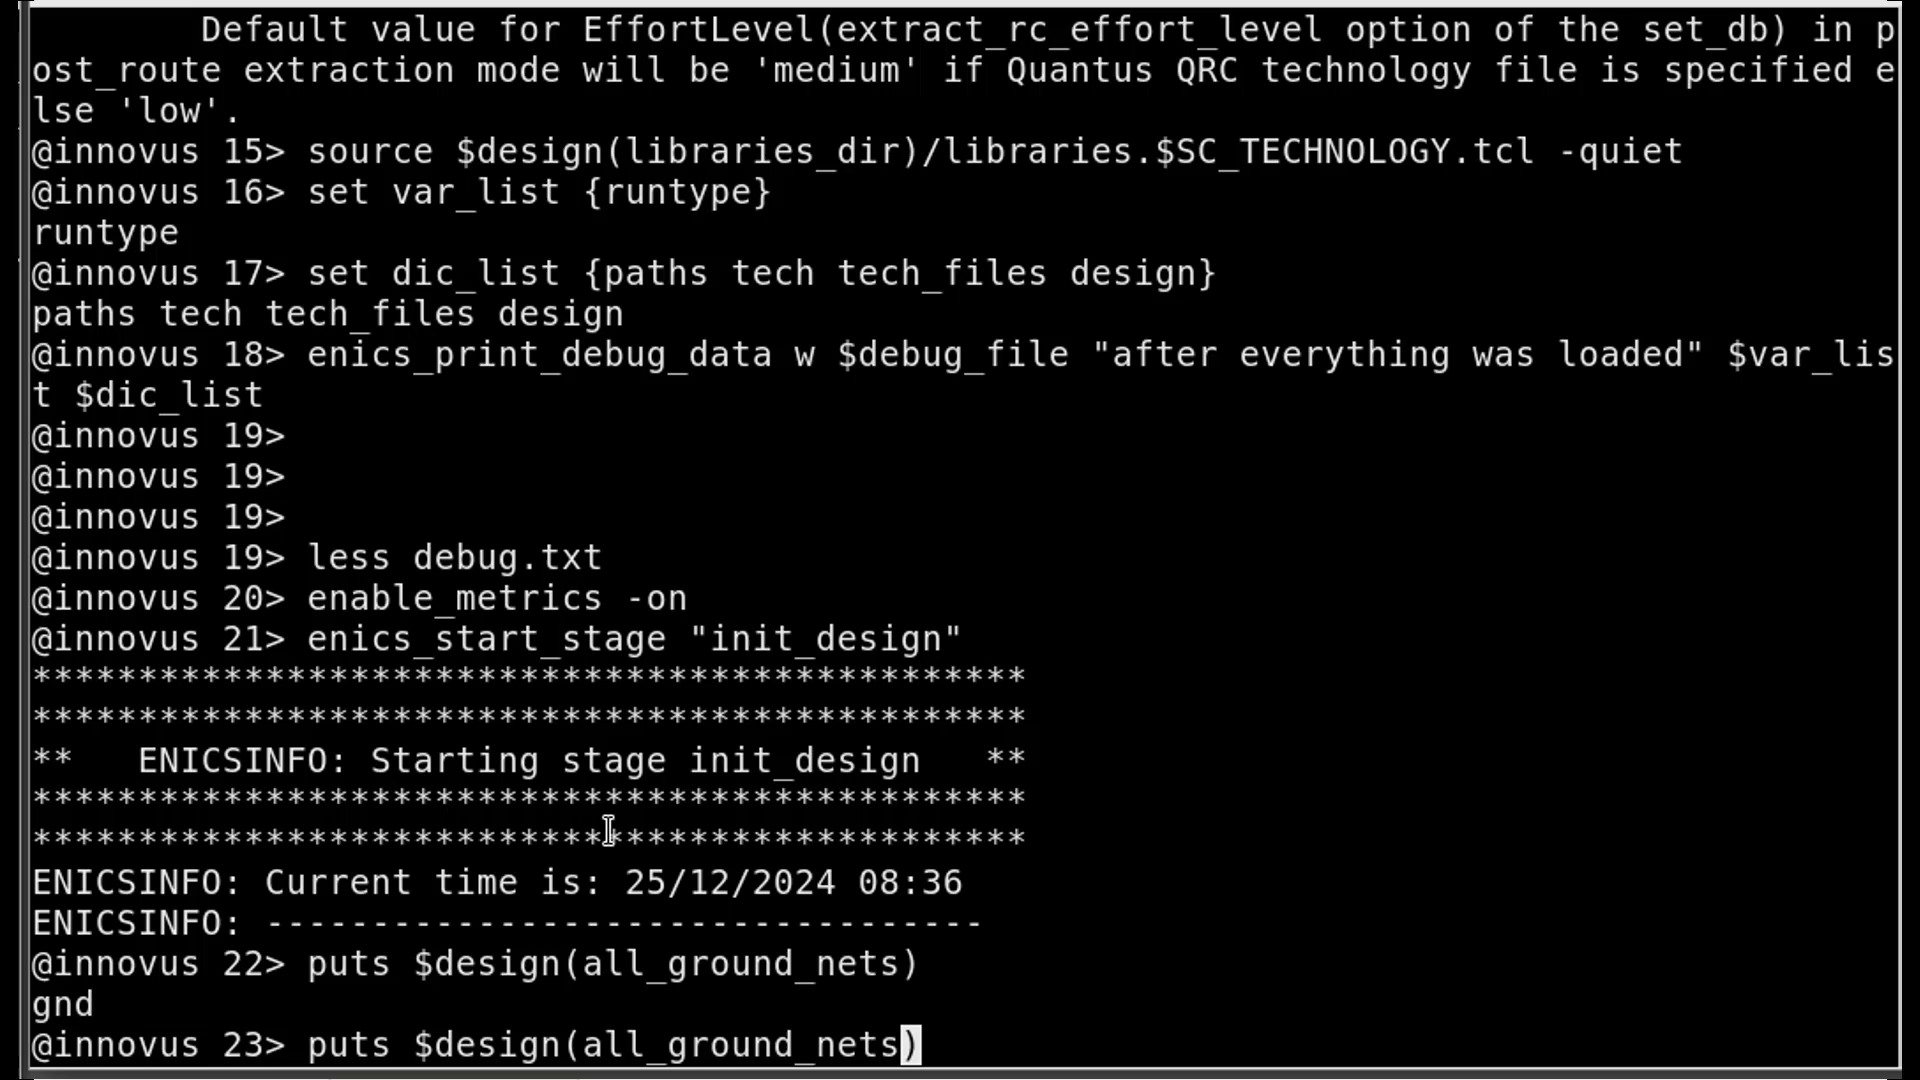 Default value for EffortLevel(extract_rc_effort_level option of the set_db) in p
ost_route extraction mode will be 'medium' if Quantus QRC technology file is specified e
lse 'low'.
@innovus 15> source $design(libraries_dir)/libraries.$SC_TECHNOLOGY.tcl -quiet
@innovus 16> set var_list {runtype}
runtype
@innovus 17> set dic_list {paths tech tech_files design}
paths tech tech_files design
@innovus 18> enics_print_debug_data w $debug_file "after everything was loaded" $var_lis
t $dic_list
@innovus 19>
@innovus 19>
@innovus 19>
@innovus 19> less debug.txt
@innovus 20> enable_metrics -on
@innovus 21> enics_start_stage "init_design"
***********************************************
***********************************************
**   ENICSINFO: Starting stage init_design   **
***********************************************
***********************************************
ENICSINFO: Current time is: 25/12/2024 08:36
ENICSINFO: ----------------------------------
@innovus 22> puts $design(all_ground_nets)
gnd
@innovus 23> puts $design(all_ground_nets)